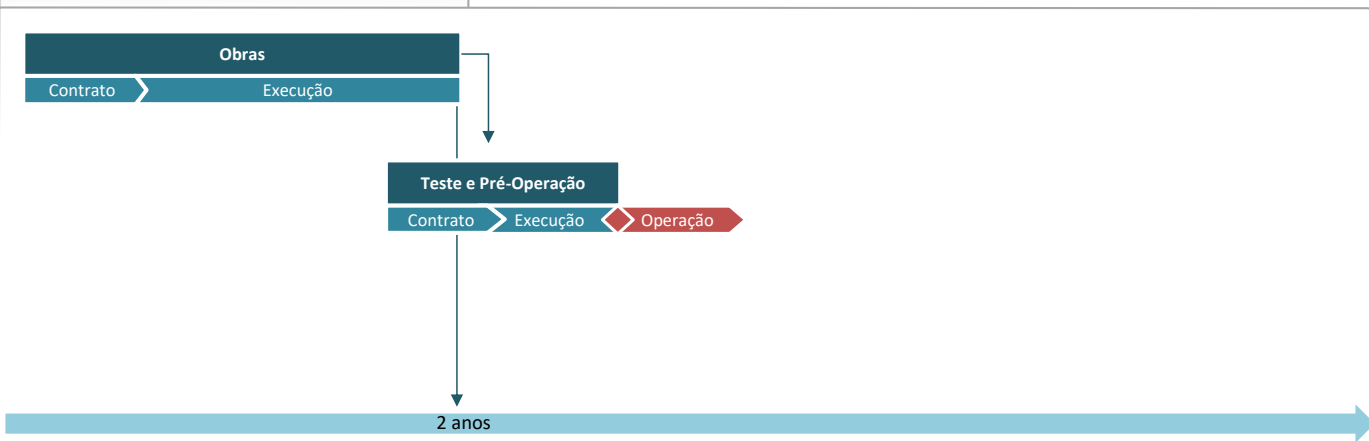 Obras
Contrato Execução
Teste e Pré-Operação
Contrato Execução Operação
2 anos